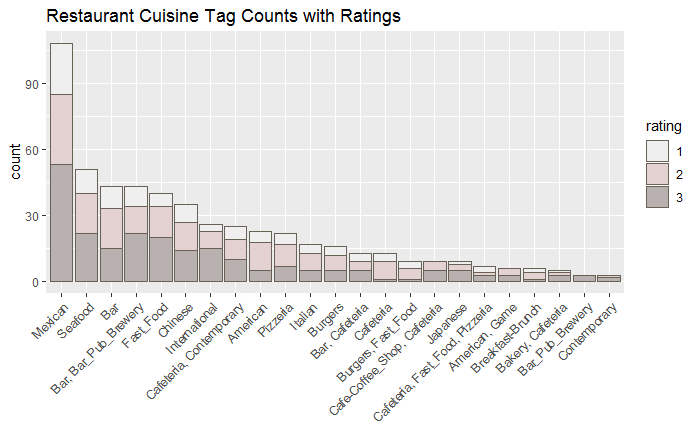 Restaurant Cuisine Tag Counts with Ratings
count
90
60
30
0
Mexican
Seafood
Bar
Bar, Bar_Pub_Brewery
Fast_Food
Chinese
International
Cafeteria, Contemporary
American
Pizzeria
Italian
Burgers
Bar, Cafeteria
Cafeteria
Burgers, Fast_Food
Cafe-Coffee_Shop, Cafeteria
Japanese
Cafeteria, Fast_Food, Pizzeria
American, Game
Breakfast-Brunch
Bakery, Cafeteria
Bar_Pub_Brewery
Contemporary
rating
1
2
3